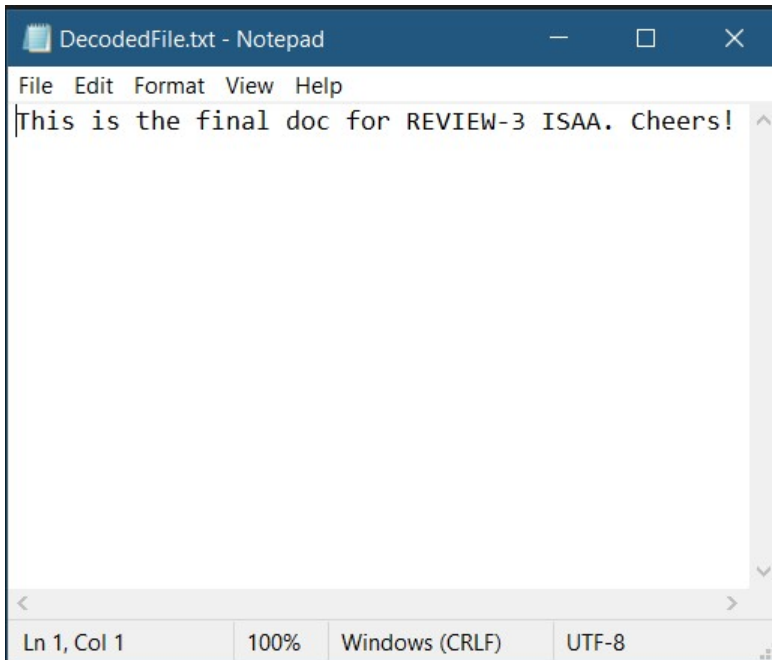 DecodedFile.txt - Notepad
File Edit Format View Help
This is the final doc for REVIEW-3 ISAA. Cheers!
Ln 1, Col 1 100% Windows (CRLF) UTF-8